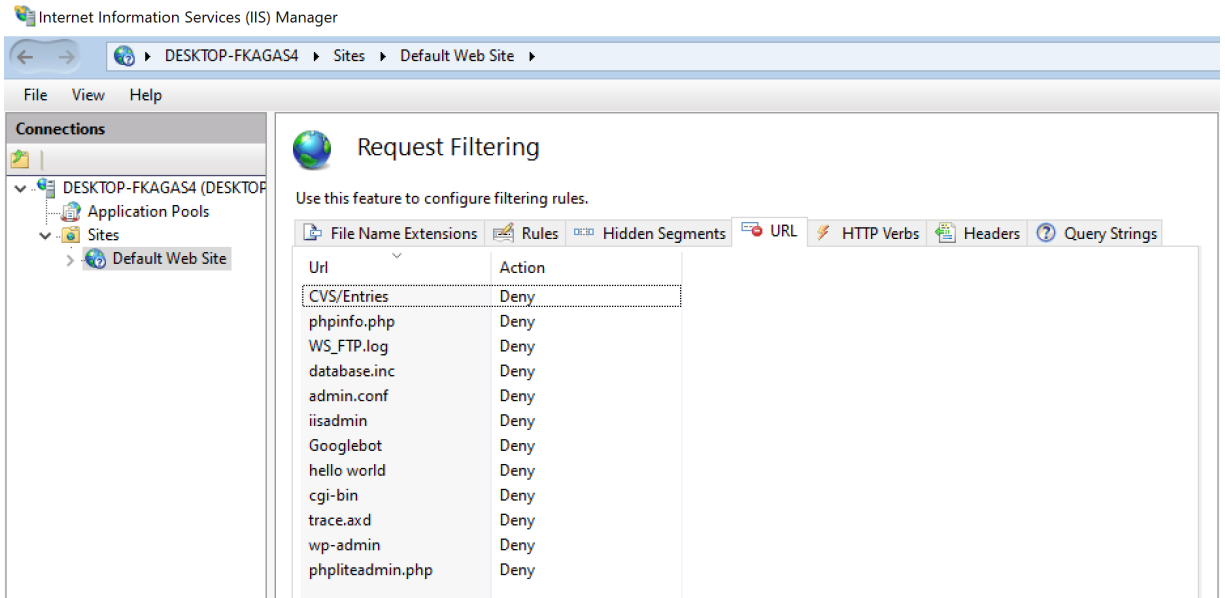 Internet Information Services (IIS) Manager
DESKTOP-FKAGAS4 Sites Default Web Site
File View Help
Connections
DESKTOP-FKAGAS4 (DESKTOP
Application Pools
Sites
Default Web Site
Request Filtering
Use this feature to configure filtering rules.
File Name Extensions Rules Hidden Segments URL HTTP Verbs Headers Query Strings
Url Action
CVS/Entries Deny
phpinfo.php Deny
WS_FTP.log Deny
database.inc Deny
admin.conf Deny
iisadmin Deny
Googlebot Deny
hello world Deny
cgi-bin Deny
trace.axd Deny
wp-admin Deny
phpliteadmin.php Deny